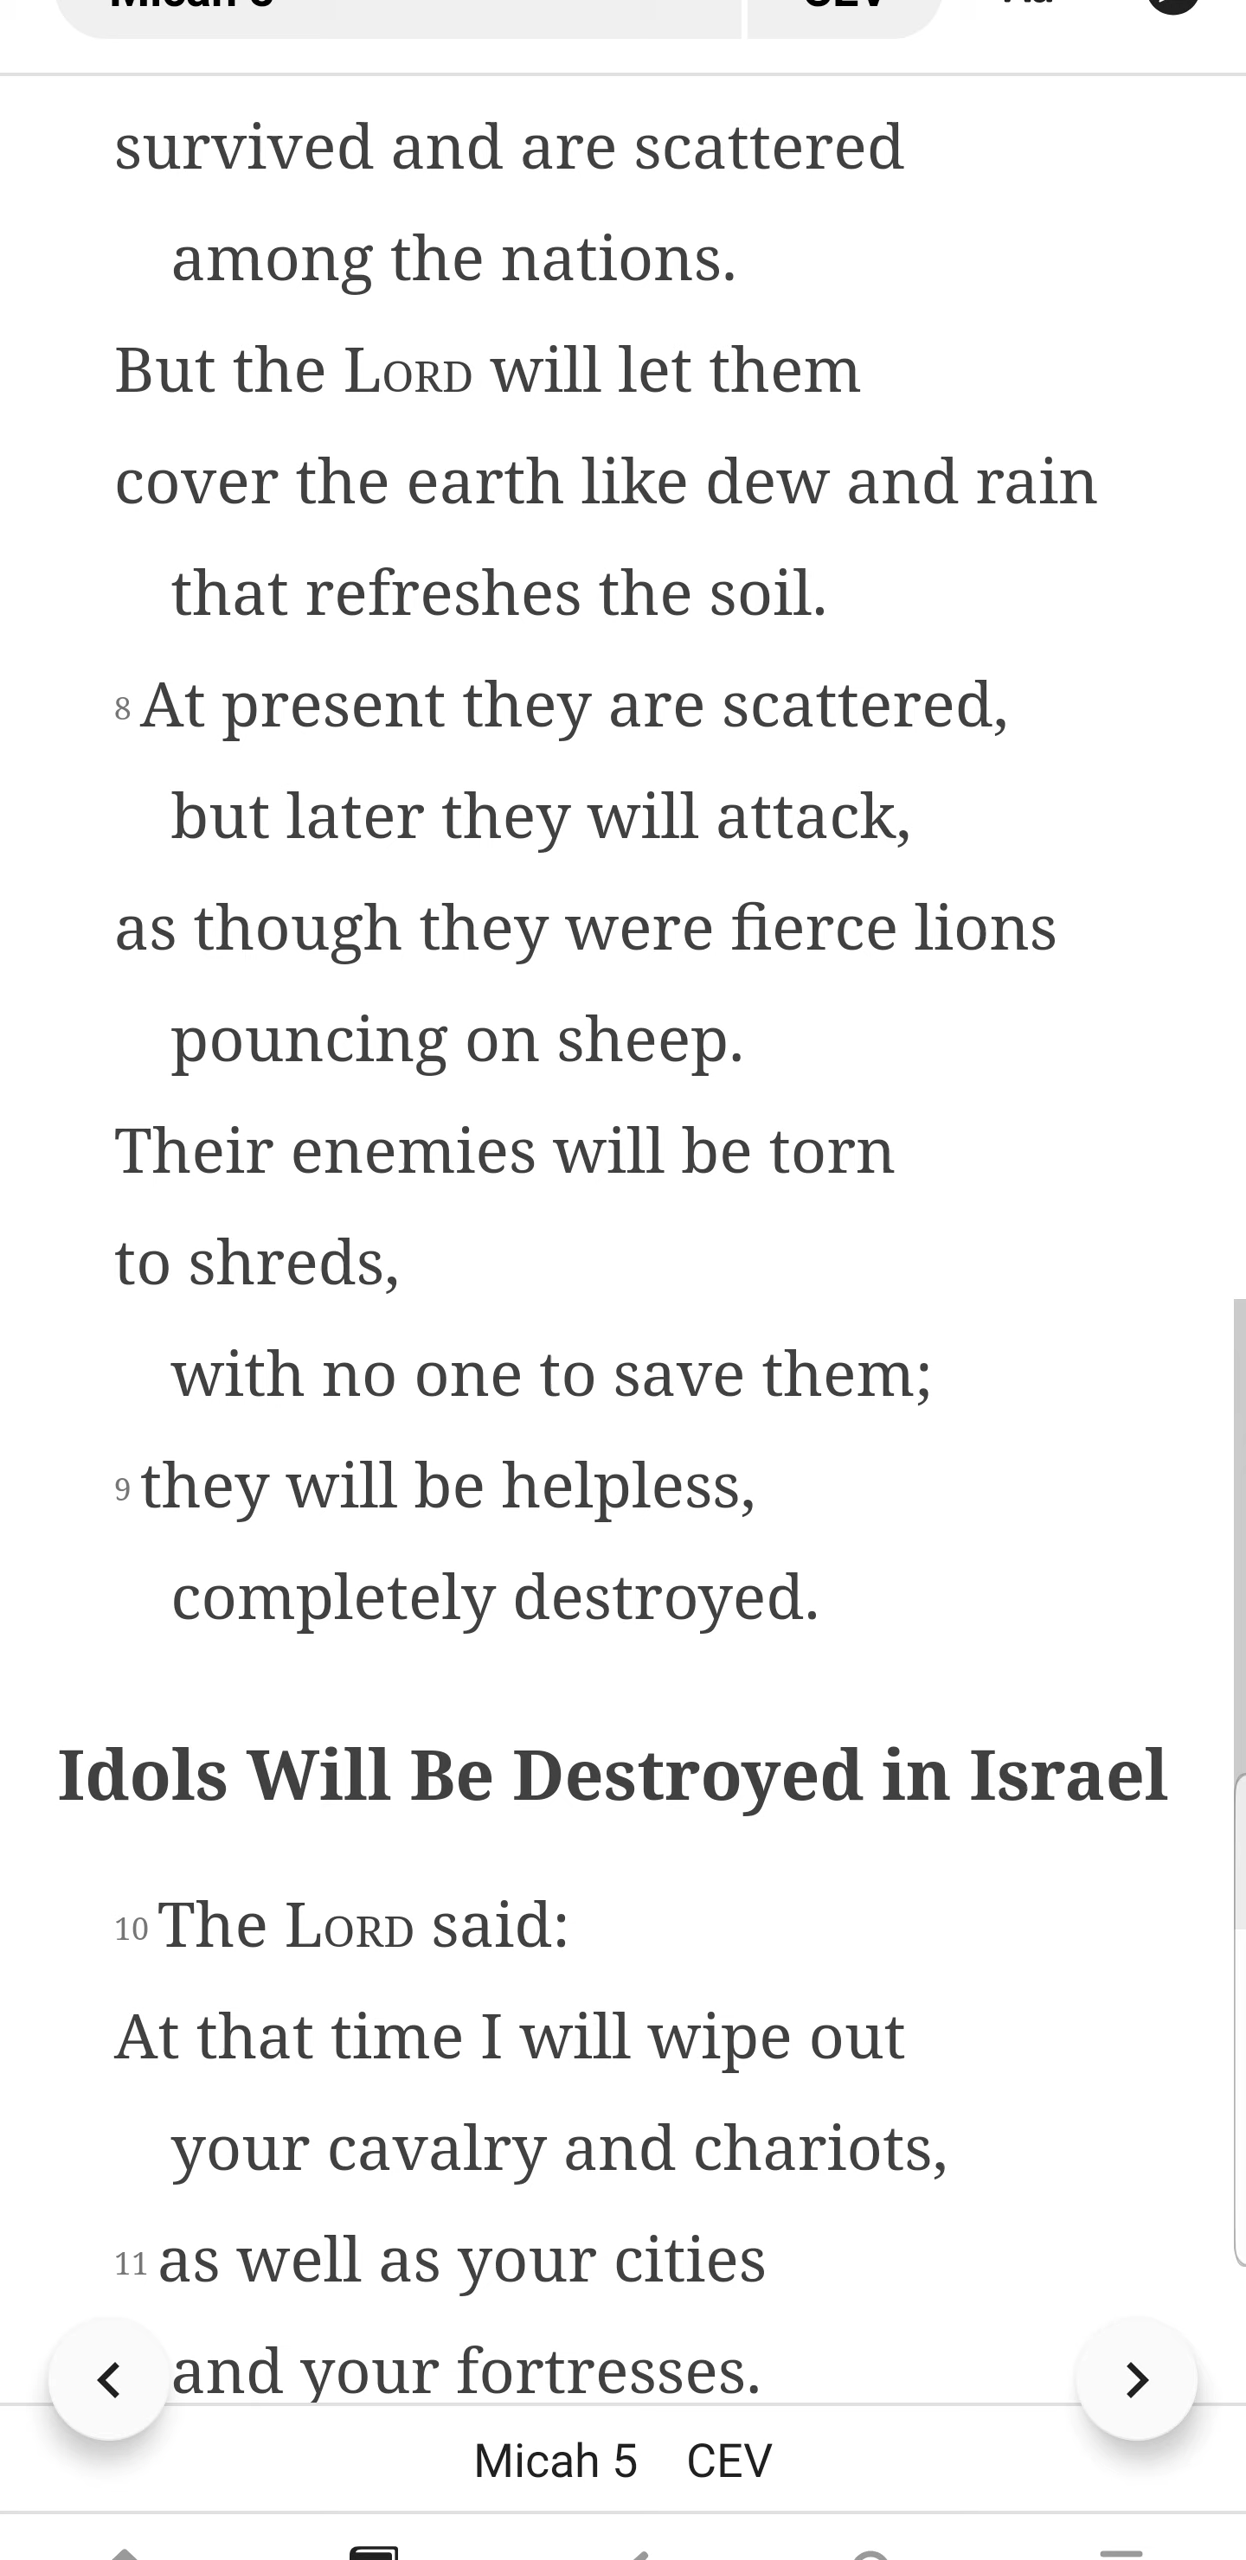 survived and are scattered
among the nations.
But the LORD will let them
cover the earth like dew and rain
that refreshes the soil.
8 At present they are scattered,
but later they will attack,
as though they were fierce lions
pouncing on sheep.
Their enemies will be torn
to shreds,
with no one to save them;
9 they will be helpless,
completely destroyed.
Idols Will Be Destroyed in Israel
10 The LORD said:
At that time I will wipe out
your cavalry and chariots,
11 as well as your cities
and your fortresses.
Micah 5 CEV